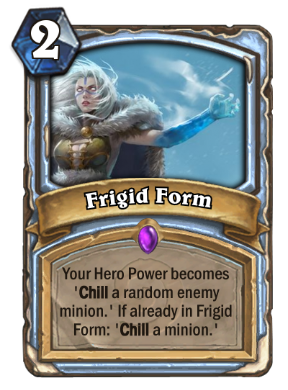 2
Frigid Form
Your Hero Power becomes
'Chill a random enemy
minion.' If already in Frigid
Form: 'Chill a minion.'